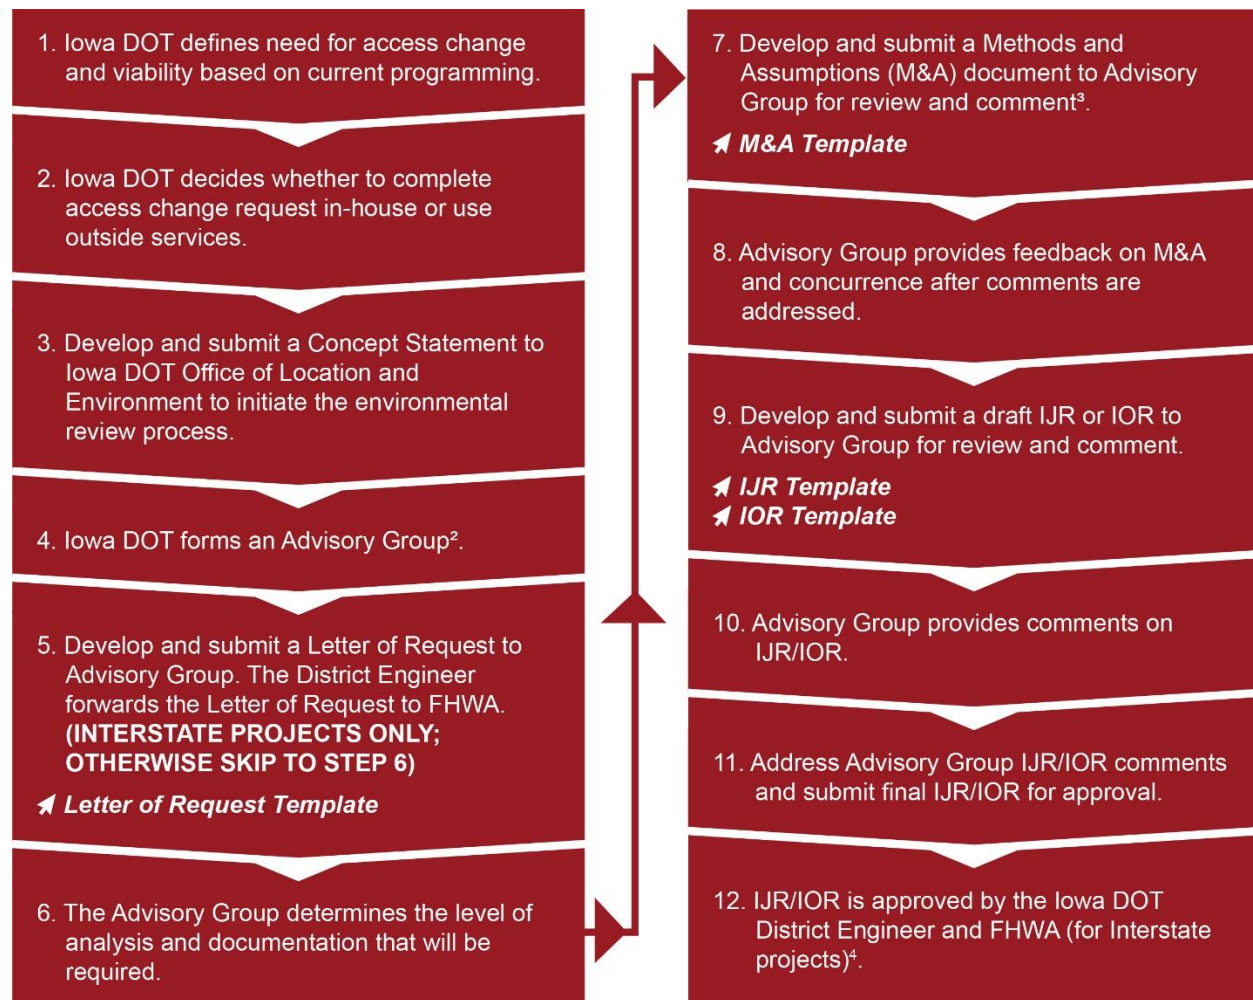 1. Iowa DOT defines need for access change
and viability based on current programming.
2. Iowa DOT decides whether to complete
access change request in-house or use
outside services.
3. Develop and submit a Concept Statement to
Iowa DOT Office of Location and
Environment to initiate the environmental
review process.
4. Iowa DOT forms an Advisory Group².
5. Develop and submit a Letter of Request to
Advisory Group. The District Engineer
forwards the Letter of Request to FHWA.
(INTERSTATE PROJECTS ONLY;
OTHERWISE SKIP TO STEP 6)
Letter of Request Template
6. The Advisory Group determines the level of
analysis and documentation that will be
required.
7. Develop and submit a Methods and
Assumptions (M&A) document to Advisory
Group for review and comment³.
M&A Template
8. Advisory Group provides feedback on M&A
and concurrence after comments are
addressed.
9. Develop and submit a draft IJR or IOR to
Advisory Group for review and comment.
IJR Template
IOR Template
10. Advisory Group provides comments on
IJR/IOR.
11. Address Advisory Group IJR/IOR comments
and submit final IJR/IOR for approval.
12. IJR/IOR is approved by the Iowa DOT
District Engineer and FHWA (for Interstate
projects)⁴.